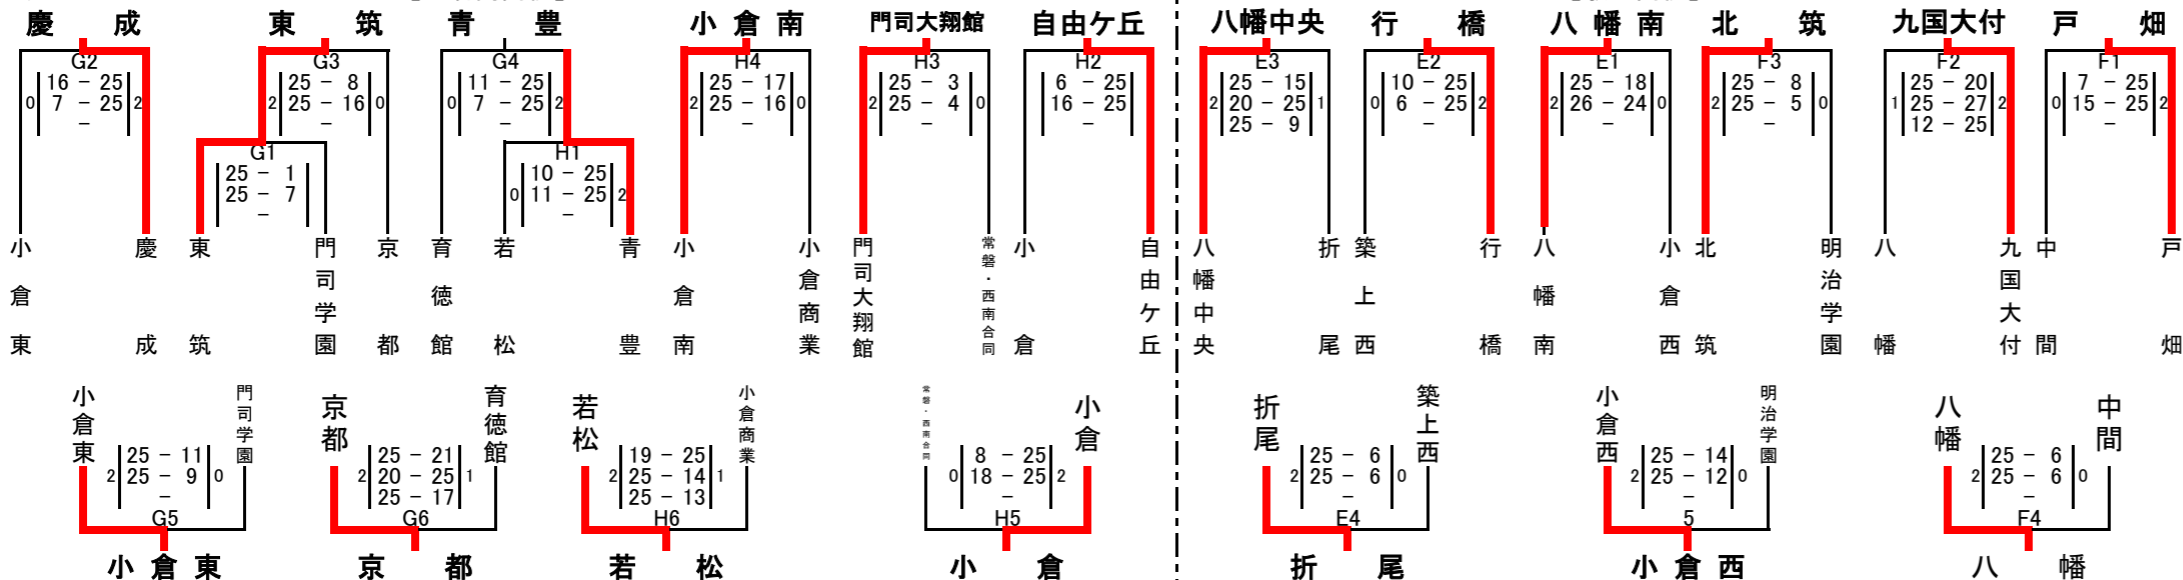 慶成
東筑
青豊
小倉南
門司大翔館
自由ケ丘
八幡中央
行橋
八幡南
北筑
九国大付
戸畑
G2
16 - 25
0 7 - 25 2
-
G3
25 - 8
2 25 - 16 0
-
G4
11 - 25
0 7 - 25 2
-
H4
25 - 17
2 25 - 16 0
-
H3
25 - 3
2 25 - 4 0
-
H2
6 - 25
16 - 25
-
E3
25 - 15
2 20 - 25 1
25 - 9
E2
10 - 25
0 6 - 25 2
-
E1
25 - 18
2 26 - 24 0
-
F3
25 - 8
2 25 - 5 0
-
F2
25 - 20
1 25 - 27 2
12 - 25
F1
7 - 25
0 15 - 25 2
-
G1
25 - 1
25 - 7
-
H1
10 - 25
0 11 - 25 2
-
小倉東
慶成
東筑
門司学園
京都
育徳館
若松
青豊
小倉南
小倉商業
門司大翔館
常磐・西南合同
小倉
自由ケ丘
八幡中央
折尾
築上西
行橋
八幡南
小倉西
北筑
明治学園
八幡
九国大付
中間
戸畑
小倉東
門司学園
25 - 11
2 25 - 9 0
-
G5
小倉東
京都
育徳館
25 - 21
2 20 - 25 1
25 - 17
G6
京都
若松
小倉商業
19 - 25
2 25 - 14 1
25 - 13
H6
若松
常磐・西南合同
小倉
8 - 25
0 18 - 25 2
-
H5
小倉
折尾
築上西
25 - 6
2 25 - 6 0
-
E4
折尾
小倉西
明治学園
25 - 14
2 25 - 12 0
-
5
小倉西
八幡
中間
25 - 6
2 25 - 6 0
-
F4
八幡